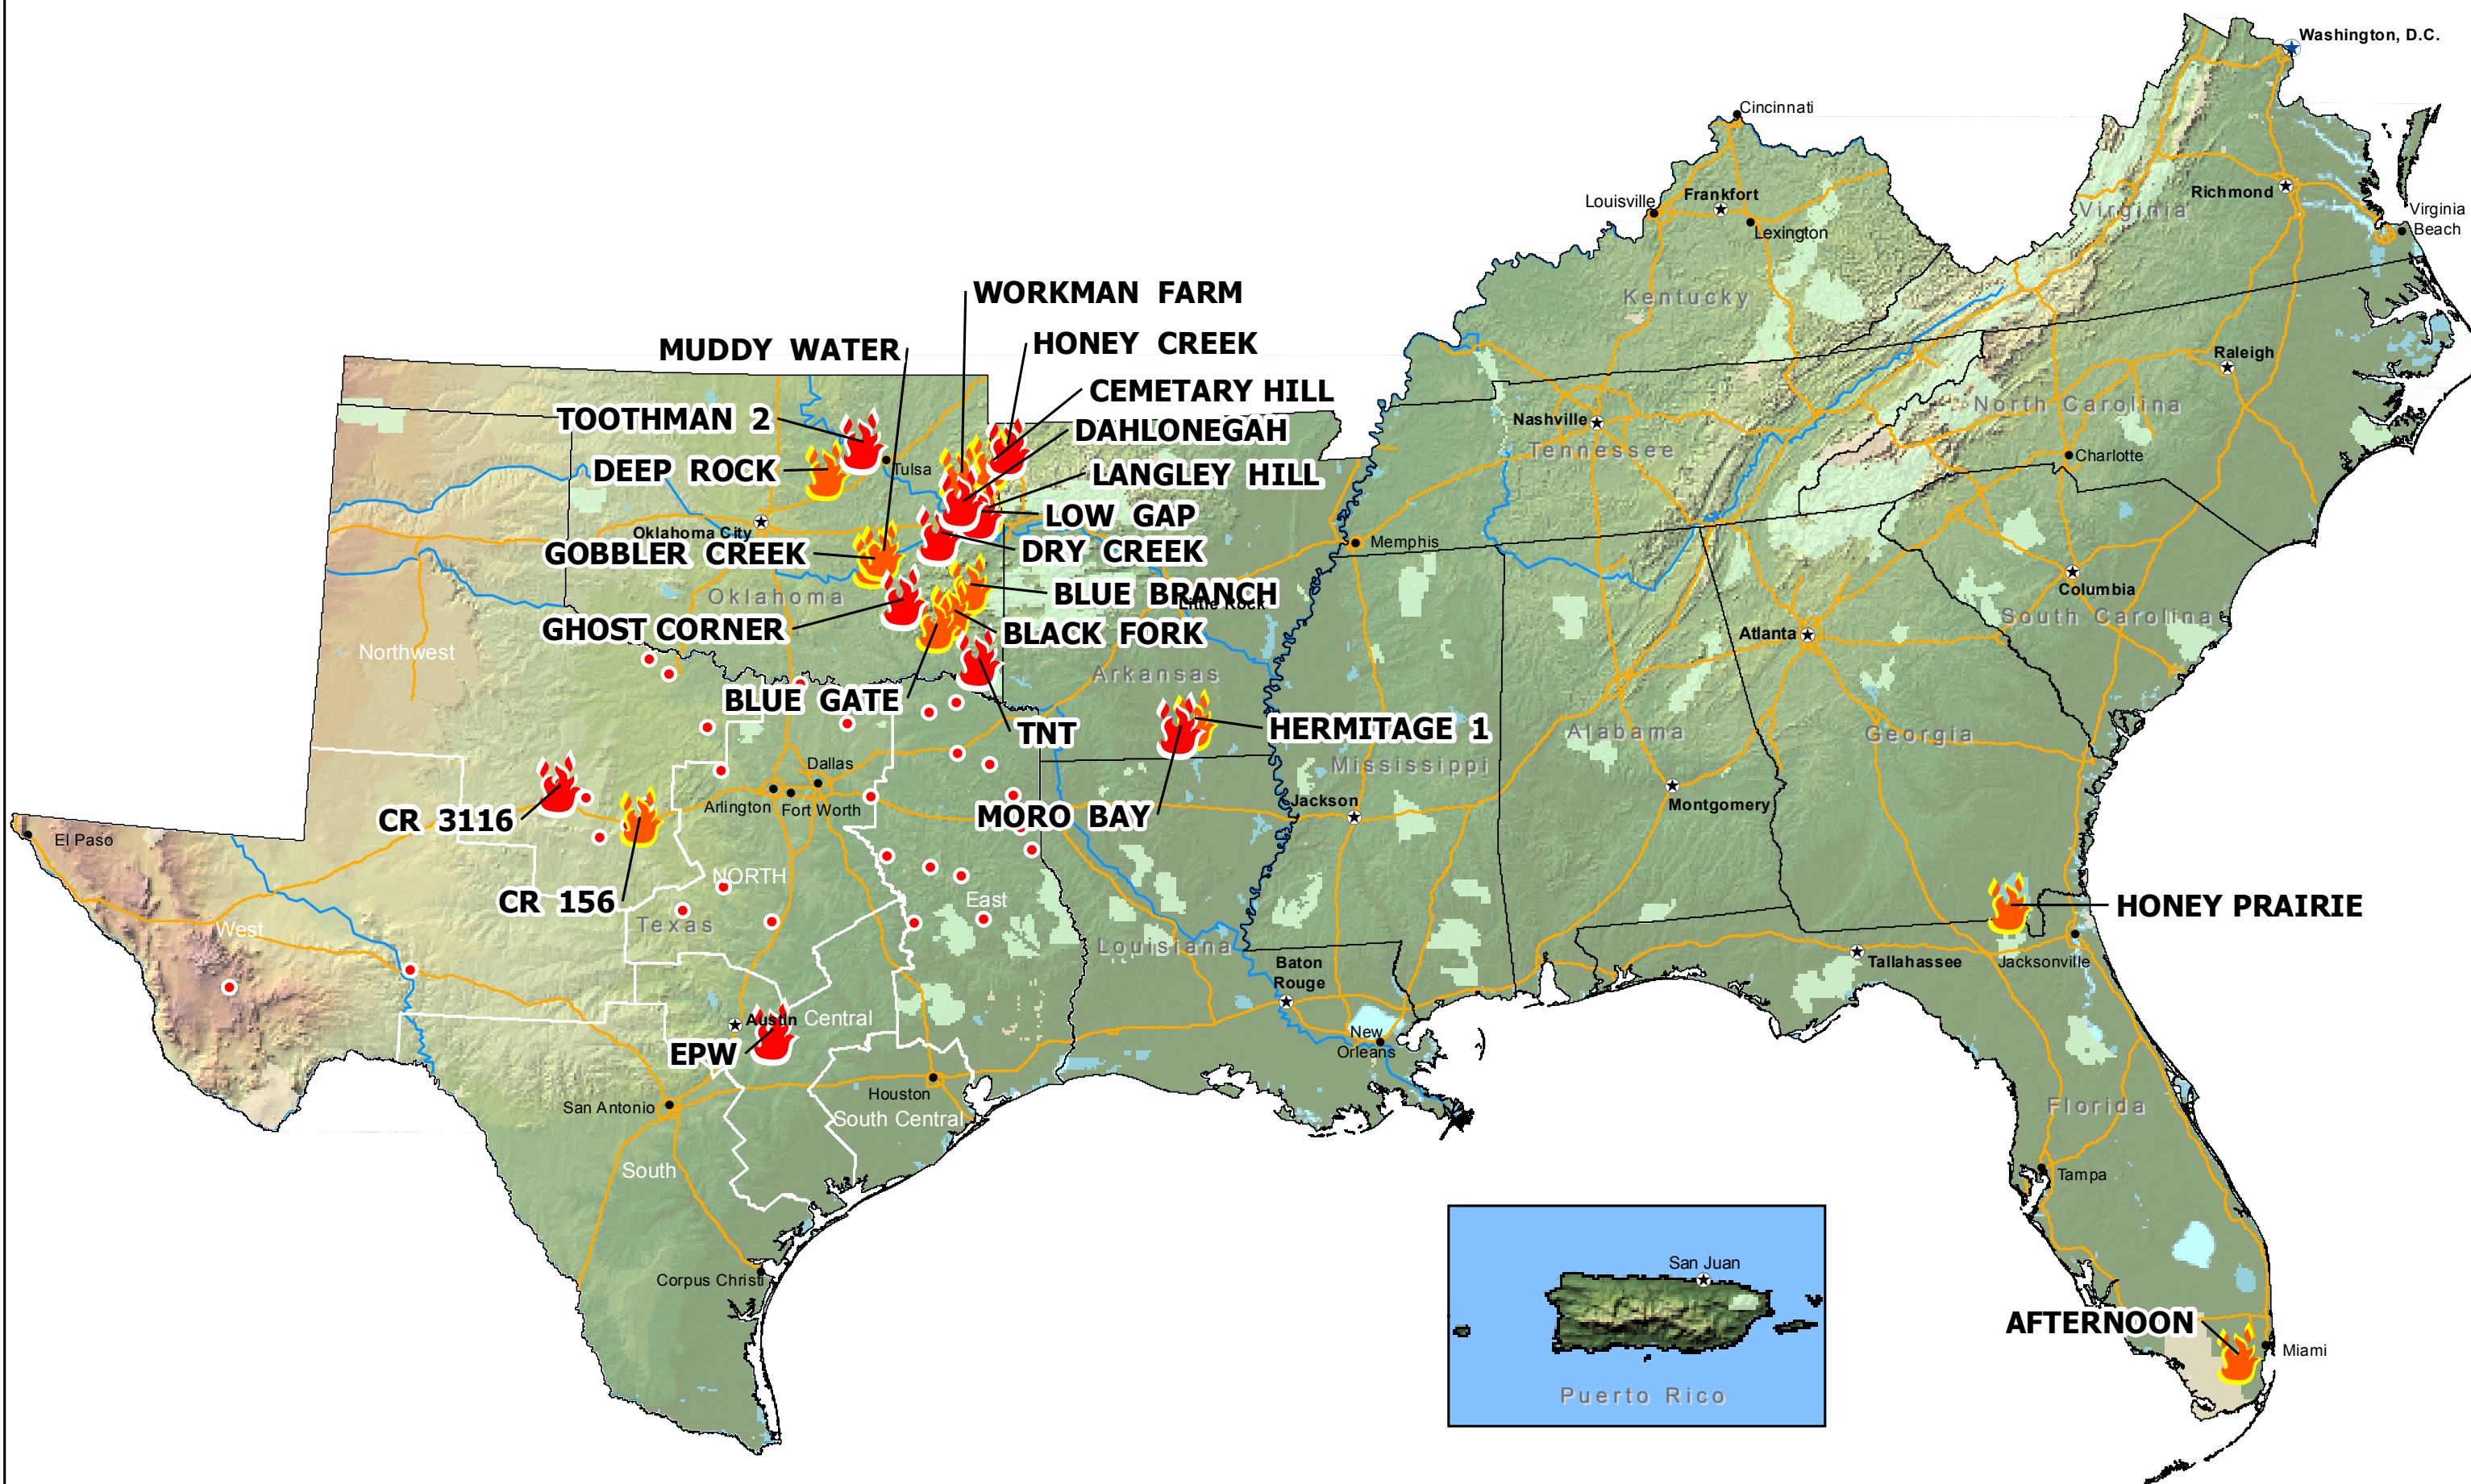 Washington, D.C.
Cincinnati
Louisville
Frankfort
Lexington
Richmond
Virginia
Virginia
Beach
Kentucky
WORKMAN FARM
HONEY CREEK
MUDDY WATER
CEMETARY HILL
Raleigh
TOOTHMAN 2
DAHLONEGAH
Nashville
North Carolina
Tennessee
Charlotte
DEEP ROCK
Tulsa
LANGLEY HILL
LOW GAP
Oklahoma City
Memphis
GOBBLER CREEK
DRY CREEK
Oklahoma
BLUE BRANCH
Little Rock
Columbia
South Carolina
GHOST CORNER
BLACK FORK
Atlanta
Northwest
Arkansas
BLUE GATE
TNT
HERMITAGE 1
Alabama
Georgia
Mississippi
Dallas
Arlington
Fort Worth
Jackson
Montgomery
MORO BAY
CR 3116
El Paso
NORTH
CR 156
East
HONEY PRAIRIE
West
Texas
Louisiana
Baton
Rouge
Tallahassee
Jacksonville
Austin
Central
New
Orleans
EPW
Houston
San Antonio
South Central
Florida
South
Tampa
San Juan
Corpus Christi
AFTERNOON
Miami
Puerto Rico